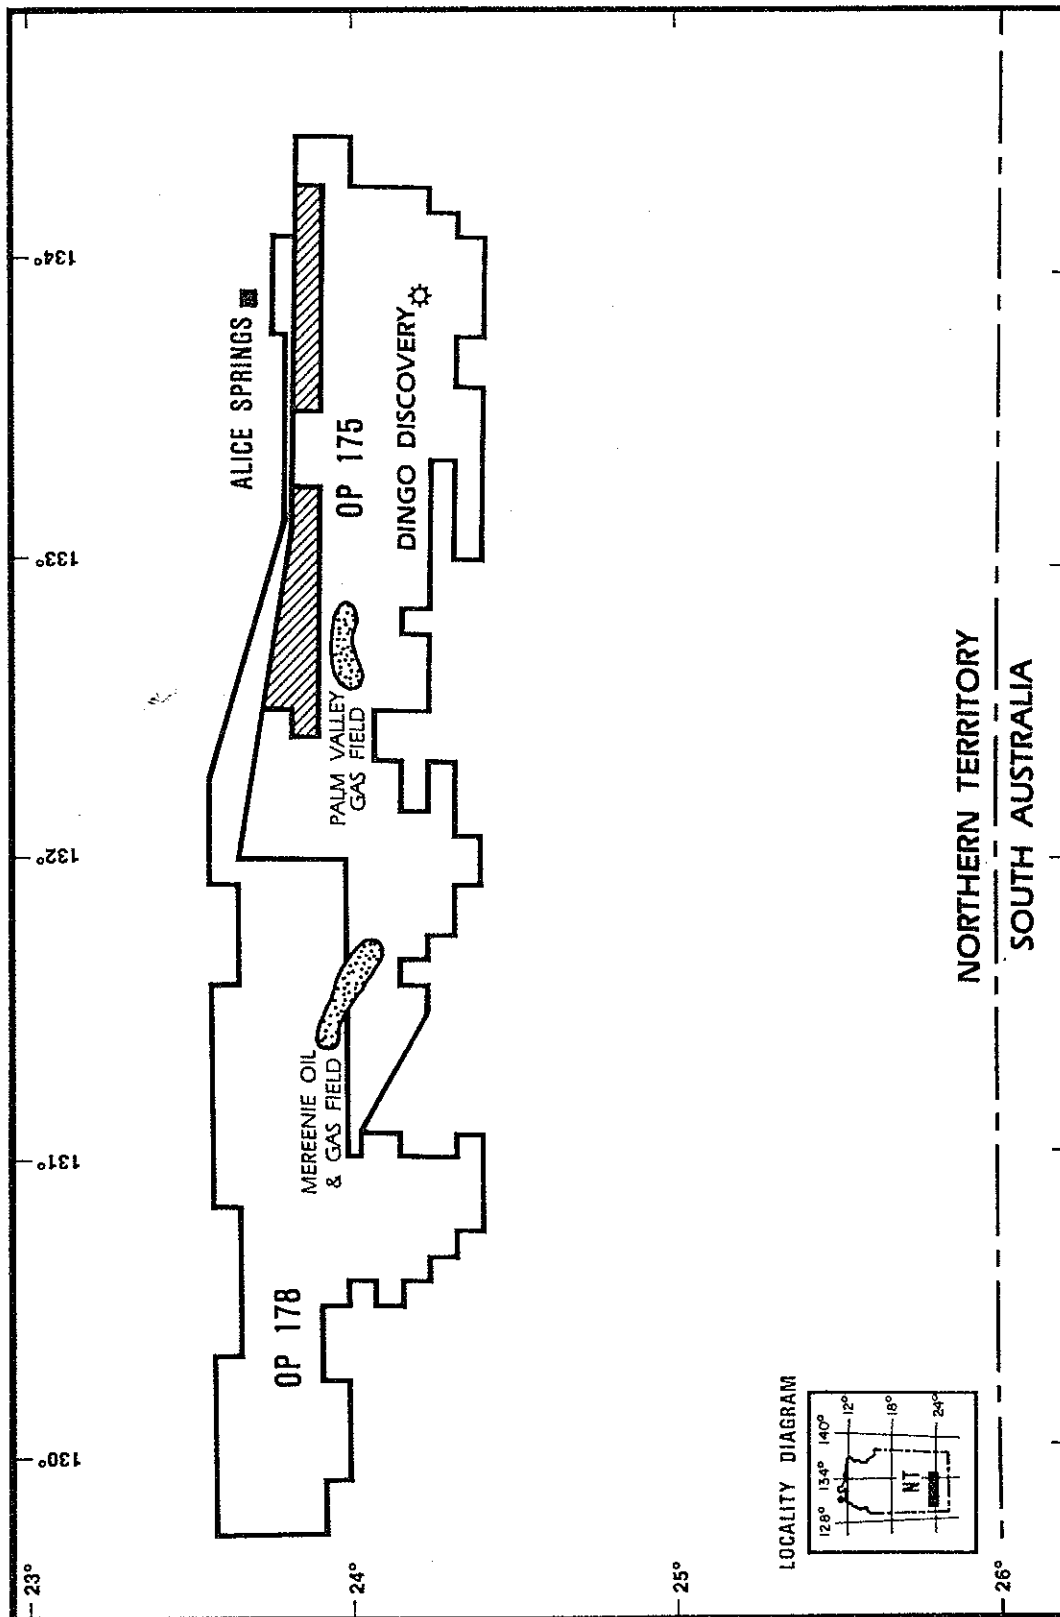 130°
131°
132°
133°
134°
23°
24°
25°
26°
ALICE SPRINGS
OP 175
DINGO DISCOVERY
PALM VALLEY
GAS FIELD
MEREENIE OIL
& GAS FIELD
OP 178
NORTHERN TERRITORY
SOUTH AUSTRALIA
LOCALITY DIAGRAM
128° 134° 140°
12°
18°
24°
NT